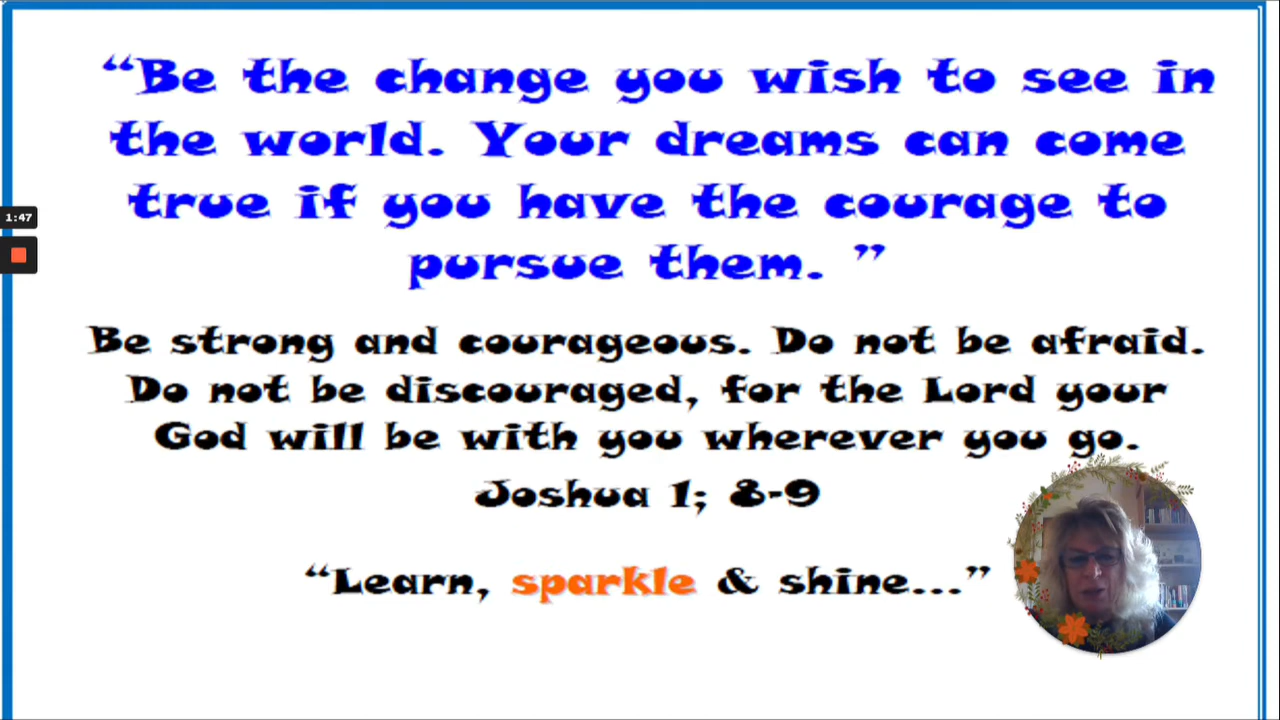 “Be the change you wish to see in
the world. Your dreams can come
true if you have the courage to
pursue them. ”
1:47
Be strong and courageous. Do not be afraid.
Do not be discouraged, for the Lord your
God will be with you wherever you go.
Joshua 1; 8-9
“Learn, sparkle & shine...”